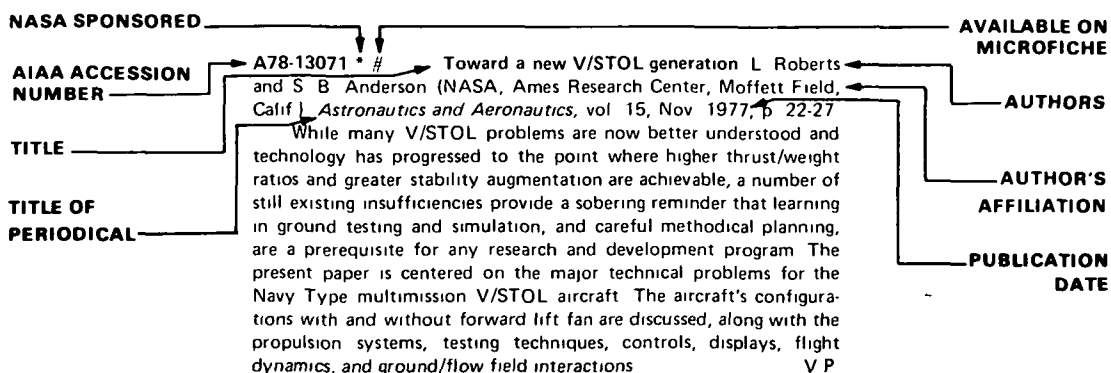 NASA SPONSORED
AVAILABLE ON
MICROFICHE
AIAA ACCESSION
NUMBER
A78-13071 * # Toward a new V/STOL generation L Roberts
and S B Anderson (NASA, Ames Research Center, Moffett Field,
Calif ) Astronautics and Aeronautics, vol 15, Nov 1977, p 22-27
AUTHORS
TITLE
While many V/STOL problems are now better understood and
technology has progressed to the point where higher thrust/weight
ratios and greater stability augmentation are achievable, a number of
still existing insufficiencies provide a sobering reminder that learning
in ground testing and simulation, and careful methodical planning,
are a prerequisite for any research and development program The
present paper is centered on the major technical problems for the
Navy Type multimission V/STOL aircraft The aircraft's configura-
tions with and without forward lift fan are discussed, along with the
propulsion systems, testing techniques, controls, displays, flight
dynamics, and ground/flow field interactions V P
TITLE OF
PERIODICAL
AUTHOR'S
AFFILIATION
PUBLICATION
DATE